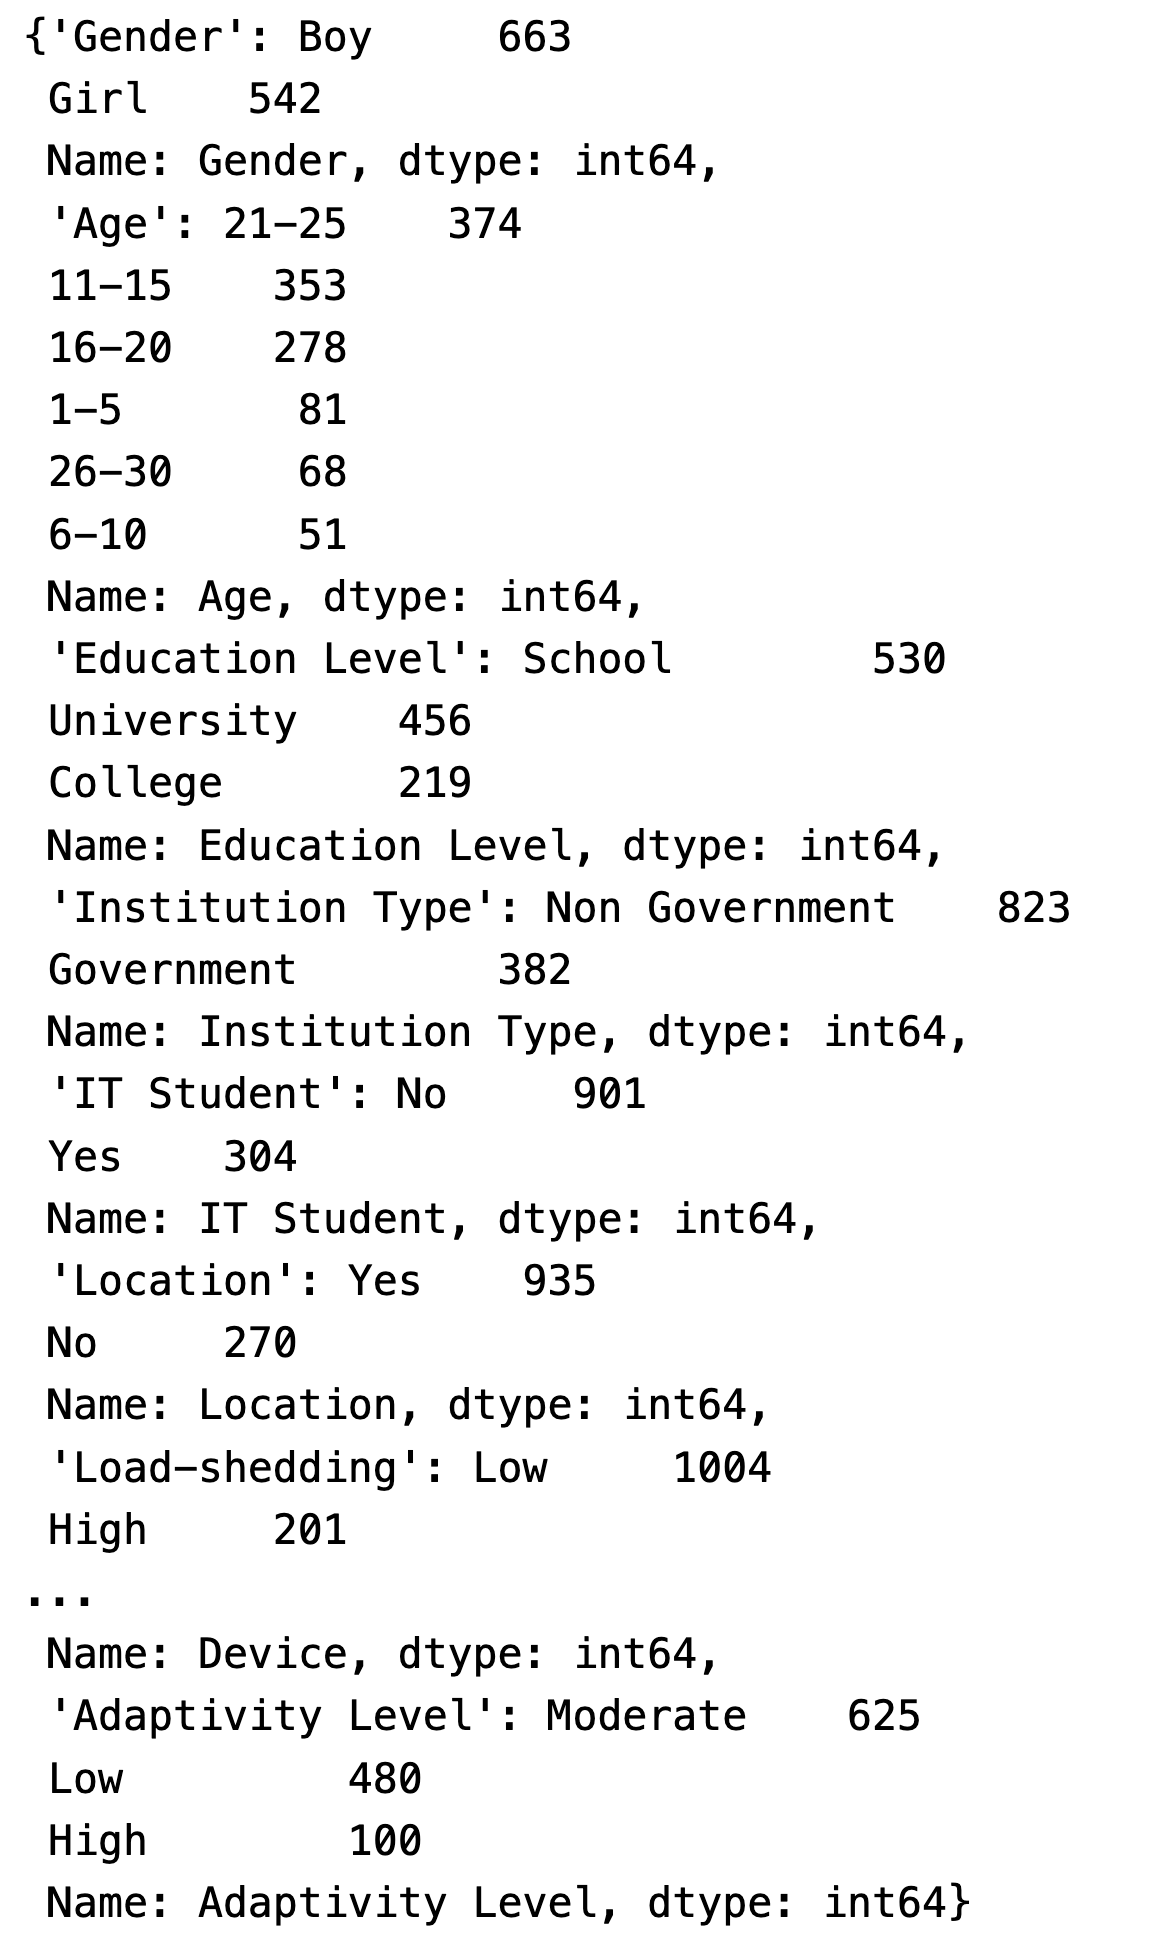 {'Gender': Boy     663
 Girl    542
 Name: Gender, dtype: int64,
 'Age': 21-25    374
 11-15    353
 16-20    278
 1-5       81
 26-30     68
 6-10      51
 Name: Age, dtype: int64,
 'Education Level': School        530
 University    456
 College       219
 Name: Education Level, dtype: int64,
 'Institution Type': Non Government    823
 Government        382
 Name: Institution Type, dtype: int64,
 'IT Student': No     901
 Yes    304
 Name: IT Student, dtype: int64,
 'Location': Yes    935
 No     270
 Name: Location, dtype: int64,
 'Load-shedding': Low     1004
 High     201
...
 Name: Device, dtype: int64,
 'Adaptivity Level': Moderate    625
 Low         480
 High        100
 Name: Adaptivity Level, dtype: int64}